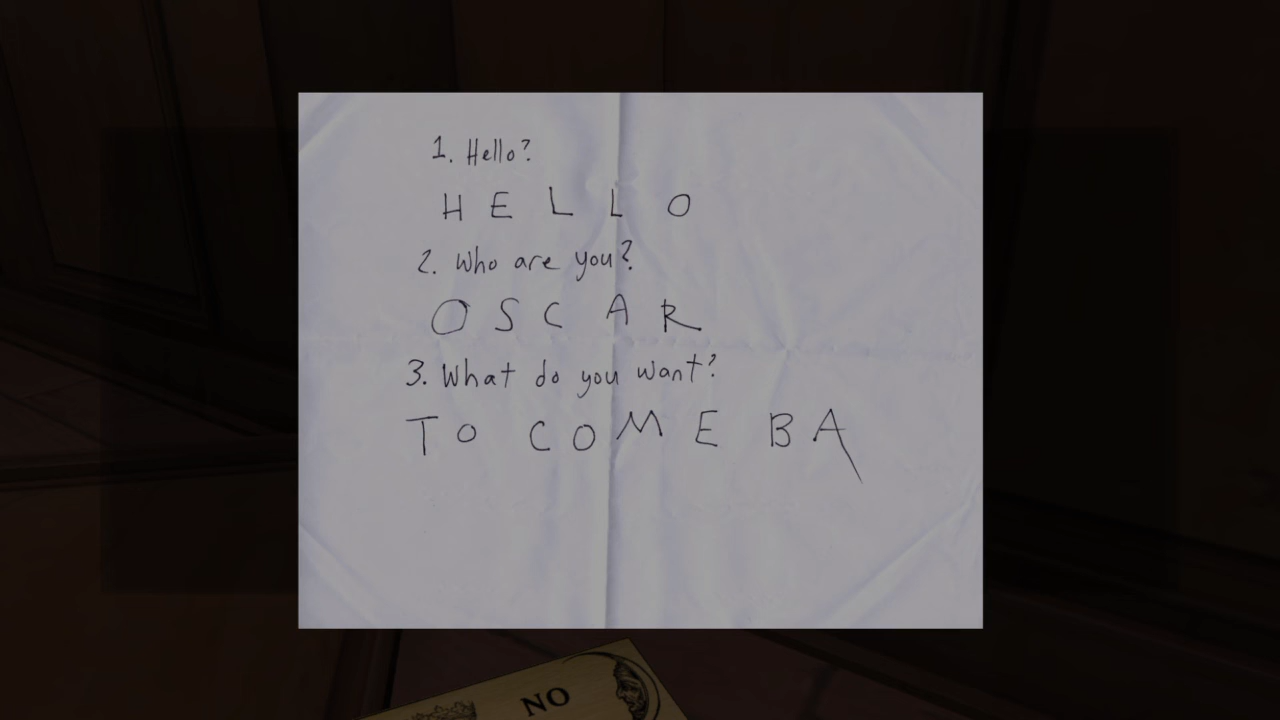 1. Hello?
H E L L O
2. Who are you?
O S C A R
3. What do you want?
T O C O M E B A
NO